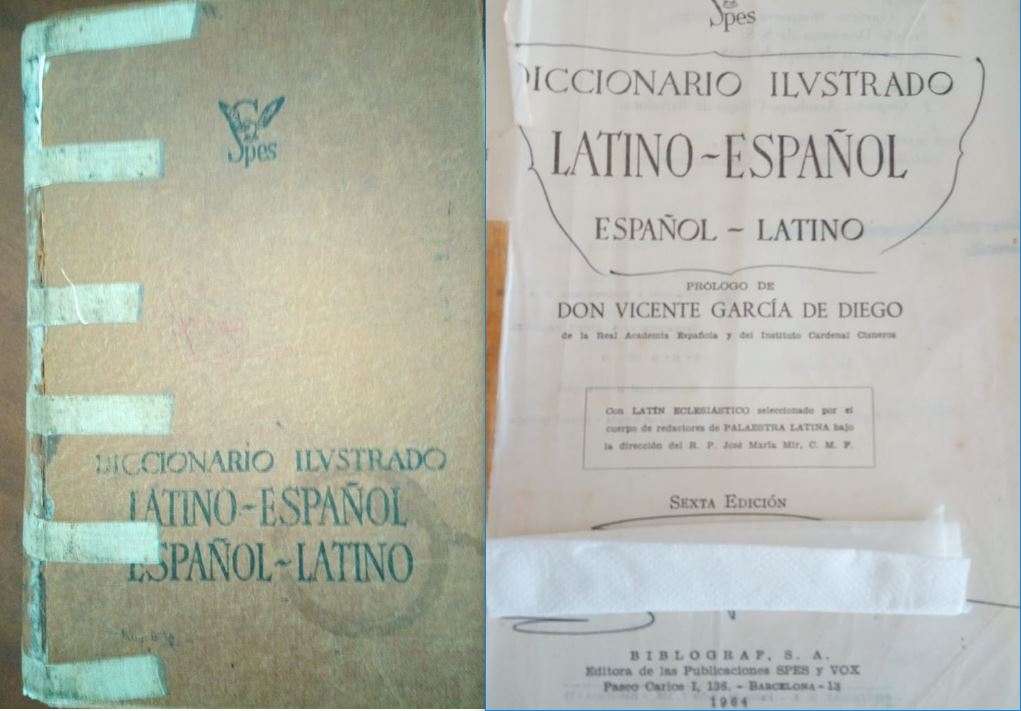 Spes
DICCIONARIO ILVSTRADO
LATINO-ESPAÑOL
ESPAÑOL-LATINO
Spes
DICCIONARIO ILVSTRADO
LATINO-ESPAÑOL
ESPAÑOL - LATINO
PRÓLOGO DE
DON VICENTE GARCÍA DE DIEGO
de la Real Academia Española y del Instituto Cardenal Cisneros
Con LATÍN ECLESIÁSTICO seleccionado por el
cuerpo de redactores de PALAESTRA LATINA bajo
la dirección del R. P. José María Mir, C. M. F.
SEXTA EDICIÓN
BIBLOGRAF, S. A.
Editora de las Publicaciones SPES y VOX
Paseo Carlos I, 136. - BARCELONA - 13
1964